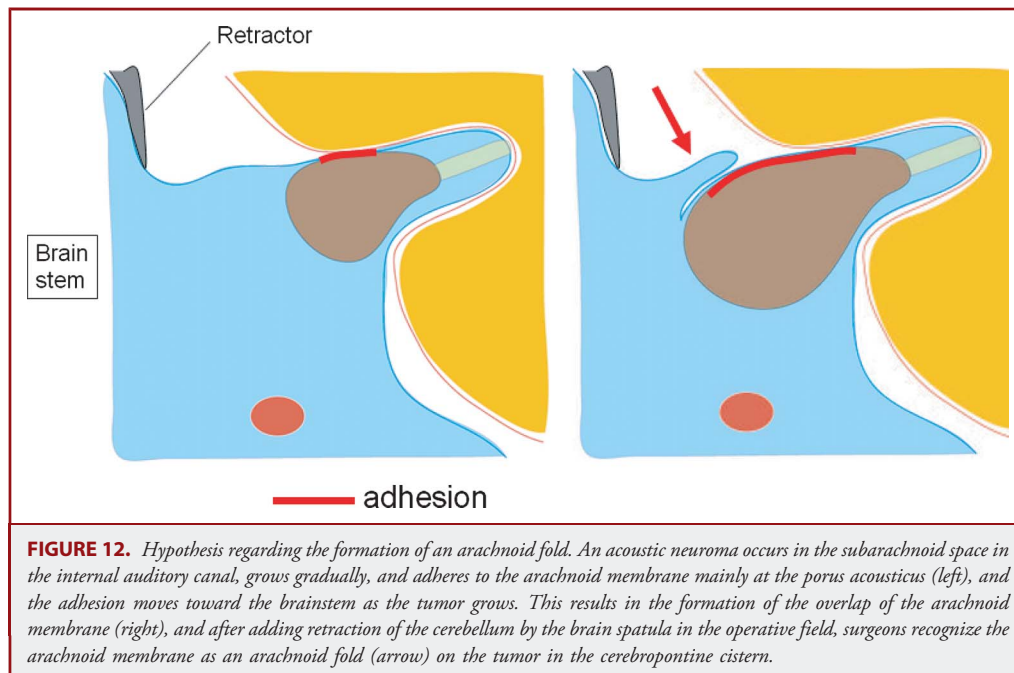 Retractor
Brain
stem
adhesion
FIGURE 12. Hypothesis regarding the formation of an arachnoid fold. An acoustic neuroma occurs in the subarachnoid space in
the internal auditory canal, grows gradually, and adheres to the arachnoid membrane mainly at the porus acousticus (left), and
the adhesion moves toward the brainstem as the tumor grows. This results in the formation of the overlap of the arachnoid
membrane (right), and after adding retraction of the cerebellum by the brain spatula in the operative field, surgeons recognize the
arachnoid membrane as an arachnoid fold (arrow) on the tumor in the cerebropontine cistern.